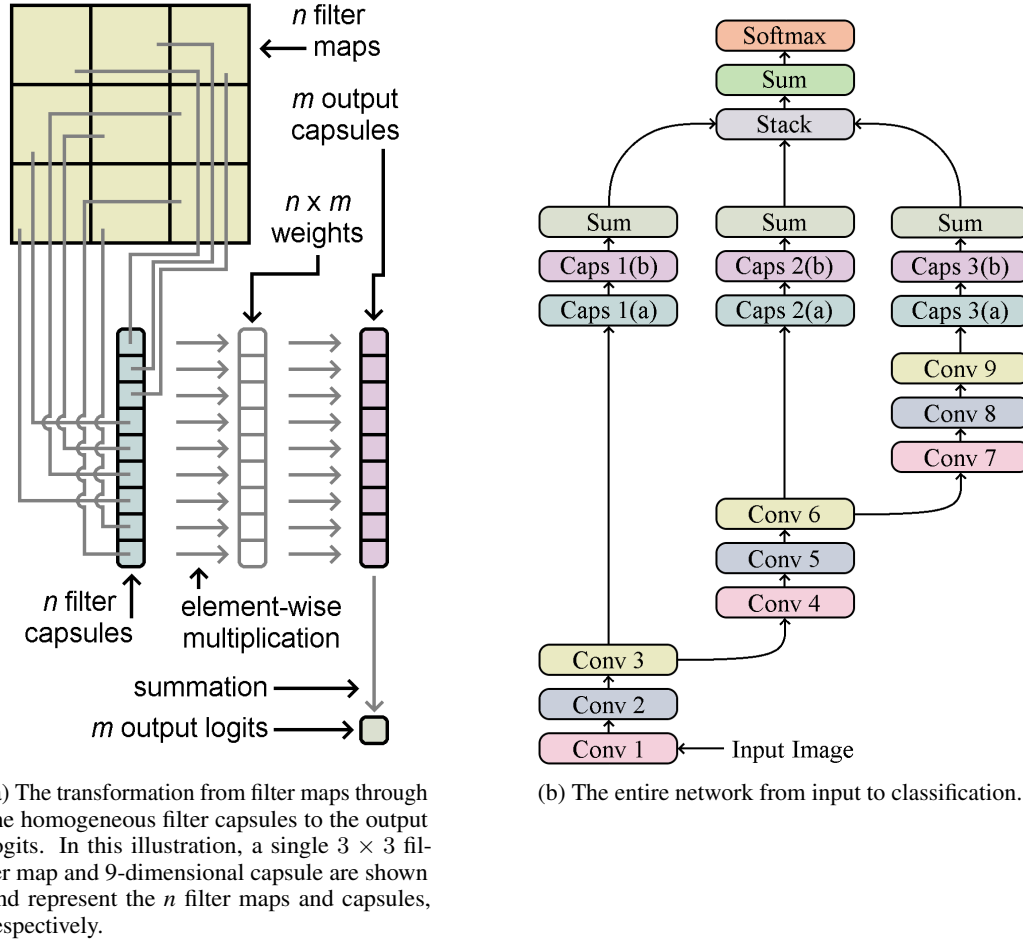 n filter
maps
m output
capsules
n x m
weights
n filter
capsules
element-wise
multiplication
summation
m output logits
) The transformation from filter maps through
he homogeneous filter capsules to the output
ogits. In this illustration, a single 3 × 3 fil-
er map and 9-dimensional capsule are shown
nd represent the n filter maps and capsules,
espectively.
Softmax
Sum
Stack
Sum
Sum
Sum
Caps 1(b)
Caps 2(b)
Caps 3(b)
Caps 1(a)
Caps 2(a)
Caps 3(a)
Conv 9
Conv 8
Conv 7
Conv 6
Conv 5
Conv 4
Conv 3
Conv 2
Conv 1
Input Image
(b) The entire network from input to classification.